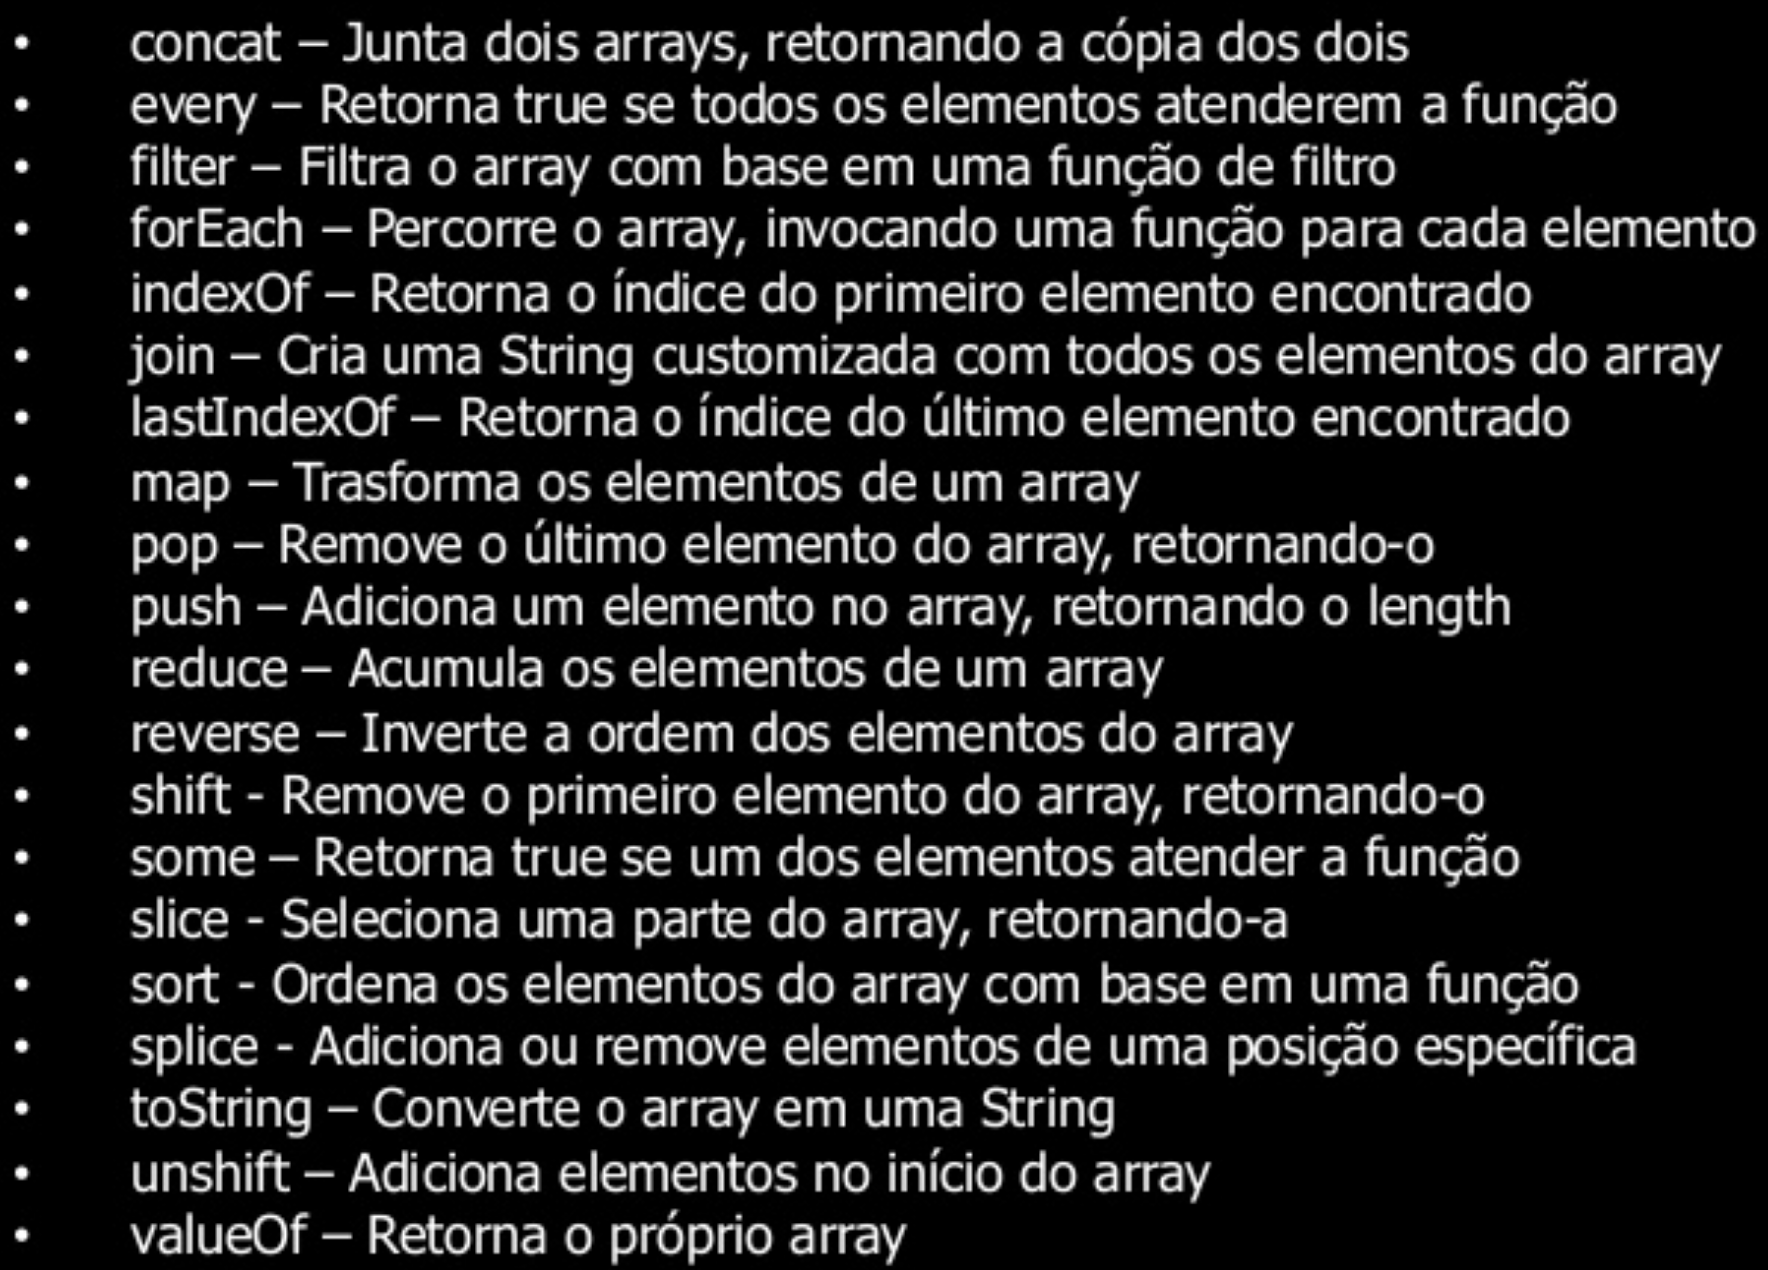 • concat – Junta dois arrays, retornando a cópia dos dois
• every – Retorna true se todos os elementos atenderem a função
• filter – Filtra o array com base em uma função de filtro
• forEach – Percorre o array, invocando uma função para cada elemento
• indexOf – Retorna o índice do primeiro elemento encontrado
• join – Cria uma String customizada com todos os elementos do array
• lastIndexOf – Retorna o índice do último elemento encontrado
• map – Trasforma os elementos de um array
• pop – Remove o último elemento do array, retornando-o
• push – Adiciona um elemento no array, retornando o length
• reduce – Acumula os elementos de um array
• reverse – Inverte a ordem dos elementos do array
• shift - Remove o primeiro elemento do array, retornando-o
• some – Retorna true se um dos elementos atender a função
• slice - Seleciona uma parte do array, retornando-a
• sort - Ordena os elementos do array com base em uma função
• splice - Adiciona ou remove elementos de uma posição específica
• toString – Converte o array em uma String
• unshift – Adiciona elementos no início do array
• valueOf – Retorna o próprio array